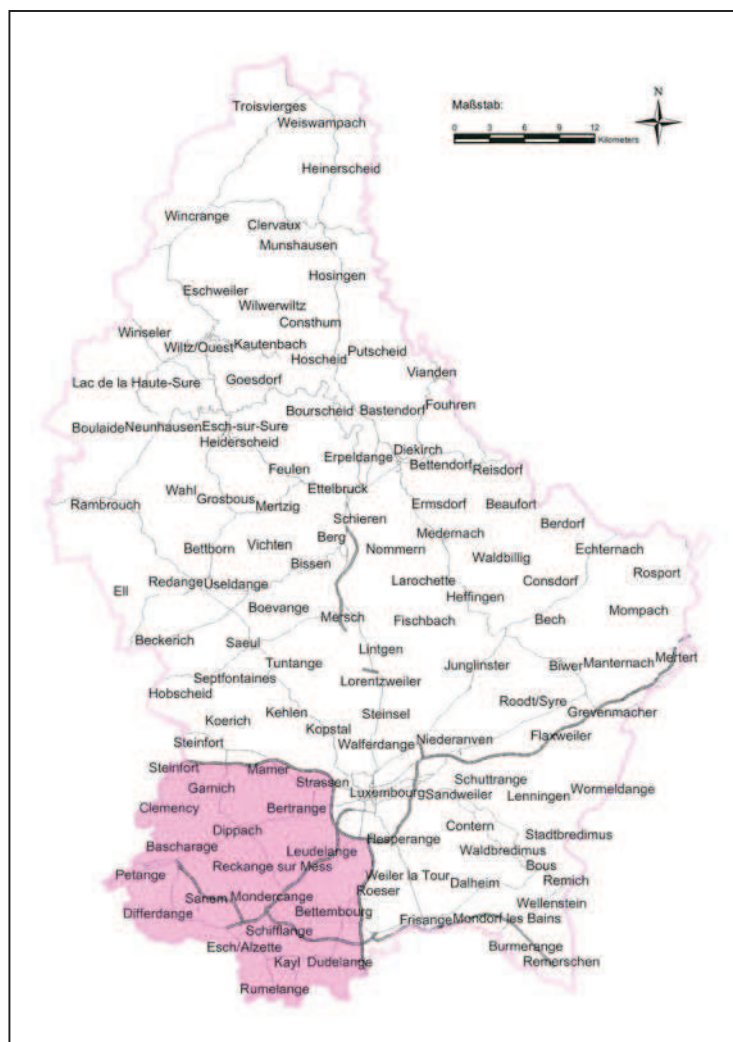 N
Maßstab:
0 3 6 9 12
Kilometers
Troisvierges
Weiswampach
Heinerscheid
Wincrange
Clervaux
Munshausen
Hosingen
Eschweiler
Wilwerwiltz
Consthum
Winseler
Wiltz/Ouest
Kautenbach
Hoscheid
Putscheid
Vianden
Lac de la Haute-Sure
Goesdorf
Bourscheid
Bastendorf
Fouhren
Boulaide
Neunhausen
Esch-sur-Sure
Heiderscheid
Erpeldange
Diekirch
Bettendorf
Reisdorf
Feulen
Wahl
Grosbous
Mertzig
Ettelbruck
Rambrouch
Ermsdorf
Beaufort
Schieren
Berdorf
Bettborn
Vichten
Berg
Nommern
Medernach
Waldbillig
Echternach
Bissen
Rosport
Ell
Redange
Useldange
Larochette
Consdorf
Heffingen
Boevange
Mersch
Fischbach
Bech
Mompach
Beckerich
Saeul
Lintgen
Tuntange
Junglinster
Biwer
Manternach
Mertert
Septfontaines
Lorentzweiler
Hobscheid
Roodt/Syre
Grevenmacher
Kehlen
Steinsel
Koerich
Kopstal
Flaxweiler
Steinfort
Walferdange
Niederanven
Steinfort
Mamer
Strassen
Schuttrange
Garnich
Luxembourg
Sandweiler
Lenningen
Wormeldange
Clemency
Bertrange
Dippach
Contern
Stadtbredimus
Bascharage
Leudelange
Hesperange
Waldbredimus
Petange
Reckange sur Mess
Weiler la Tour
Bous
Sanem
Mondercange
Roeser
Dalheim
Remich
Differdange
Bettembourg
Wellenstein
Schifflange
Frisange
Mondorf les Bains
Esch/Alzette
Burmerange
Kayl
Dudelange
Remerschen
Rumelange